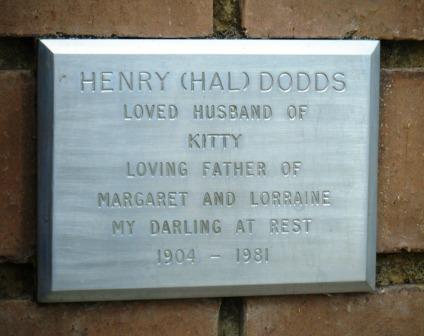 HENRY (HAL) DODDS
LOVED HUSBAND OF
KITTY
LOVING FATHER OF
MARGARET AND LORRAINE
MY DARLING AT REST
1904 - 1981